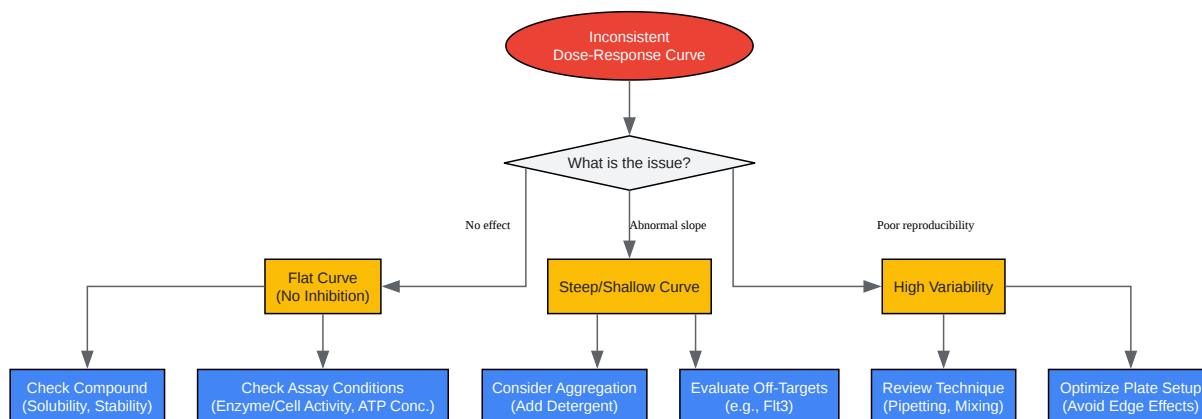 Inconsistent
Dose-Response Curve
What is the issue?
No effect
Abnormal slope
Poor reproducibility
Flat Curve
(No Inhibition)
Steep/Shallow Curve
High Variability
Check Compound
(Solubility, Stability)
Check Assay Conditions
(Enzyme/Cell Activity, ATP Conc.)
Consider Aggregation
(Add Detergent)
Evaluate Off-Targets
(e.g., Flt3)
Review Technique
(Pipetting, Mixing)
Optimize Plate Setup
(Avoid Edge Effects)